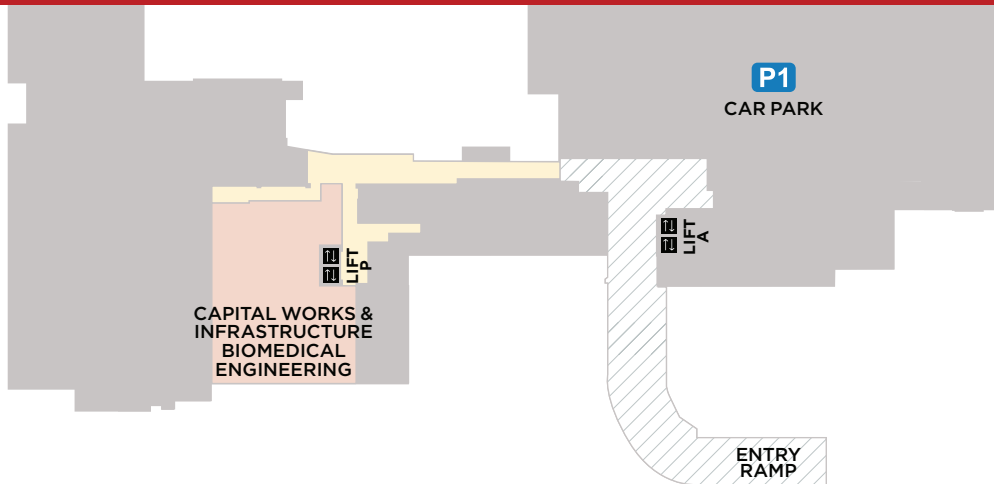 P1
CAR PARK
LIFT
A
LIFT
P
CAPITAL WORKS &
INFRASTRUCTURE
BIOMEDICAL
ENGINEERING
ENTRY
RAMP